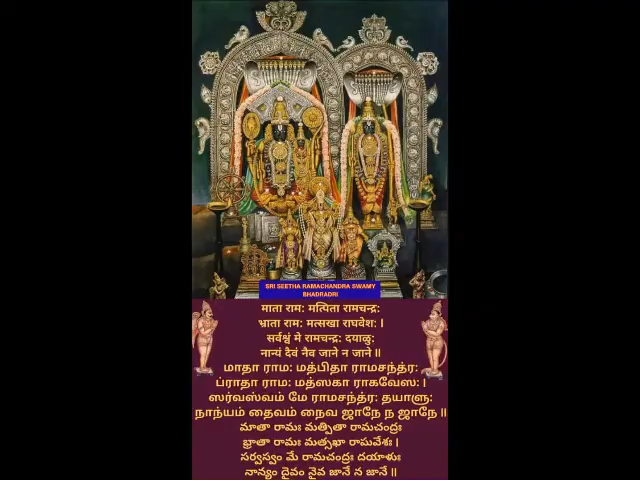 SRI SEETHA RAMACHANDRA SWAMY
BHADRADRI
माता राम: मत्पिता रामचन्द्र:
भ्राता राम: मत्सखा राघवेश: ।
सर्वश्वं मे रामचन्द्र: दयाळु:
नान्यं दैवं नैव जाने न जाने ॥
மாதா ராம: மத்பிதா ராமசந்த்ர:
ப்ராதா ராம: மத்ஸகா ராகவேஸ: ।
ஸர்வஸ்வம் மே ராமசந்த்ர: தயாளு:
நாந்யம் தைவம் நைவ ஜாநே ந ஜாநே ॥
మాతా రామః మత్పితా రామచంద్రః
భ్రాతా రామః మత్సఖా రాఘవేశః ।
సర్వస్వం మే రామచంద్రః దయాళుః
నాన్యం దైవం నైవ జానే న జానే ॥